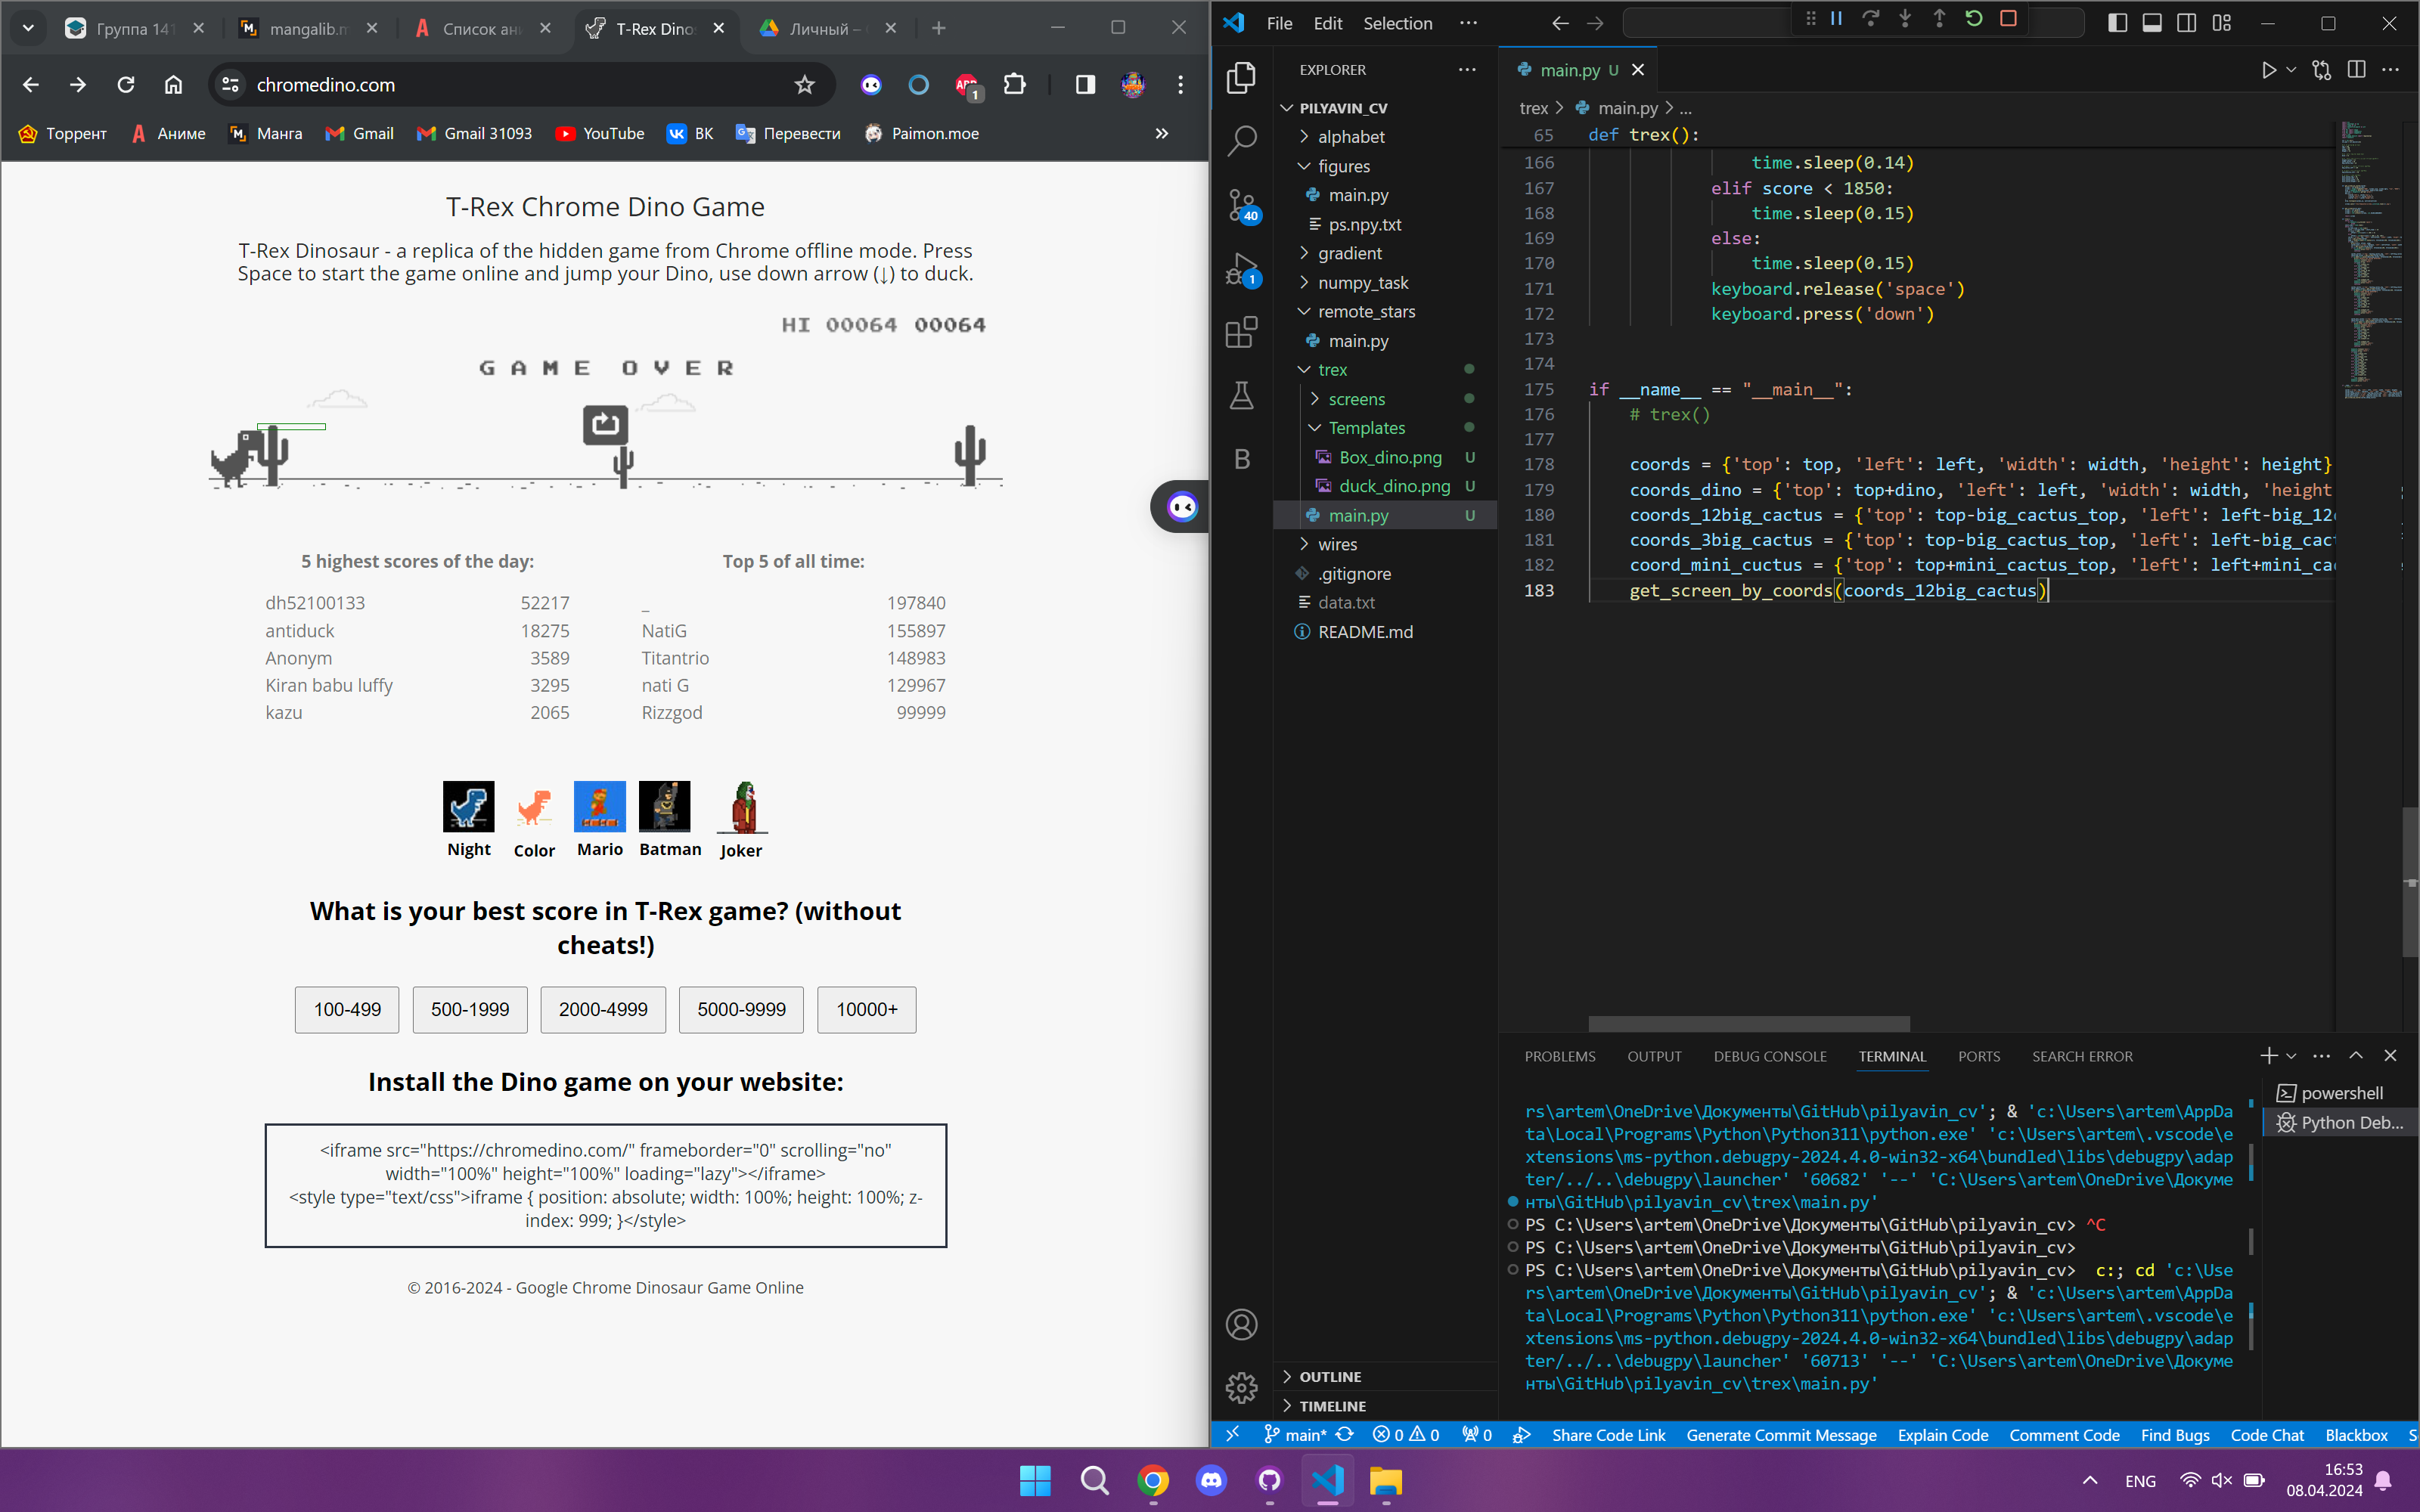 Группа 141
mangalib.m
Список ани
T-Rex Dino
Личный –
chromedino.com
1
Торрент
Аниме
Манга
Gmail
Gmail 31093
YouTube
ВК
Перевести
Paimon.moe
T-Rex Chrome Dino Game
T-Rex Dinosaur - a replica of the hidden game from Chrome offline mode. Press
Space to start the game online and jump your Dino, use down arrow (↓) to duck.
HI 00064 00064
GAME OVER
5 highest scores of the day:
dh52100133 52217
antiduck 18275
Anonym 3589
Kiran babu luffy 3295
kazu 2065
Top 5 of all time:
_ 197840
NatiG 155897
Titantrio 148983
nati G 129967
Rizzgod 99999
Night
Color
Mario
Batman
Joker
What is your best score in T-Rex game? (without
cheats!)
100-499
500-1999
2000-4999
5000-9999
10000+
Install the Dino game on your website:
<iframe src="https://chromedino.com/" frameborder="0" scrolling="no"
width="100%" height="100%" loading="lazy"></iframe>
<style type="text/css">iframe { position: absolute; width: 100%; height: 100%; z-
index: 999; }</style>
© 2016-2024 - Google Chrome Dinosaur Game Online
File Edit Selection ···
EXPLORER
PILYAVIN_CV
alphabet
figures
main.py
ps.npy.txt
gradient
numpy_task
remote_stars
main.py
trex
screens
Templates
Box_dino.png U
duck_dino.png U
main.py U
wires
.gitignore
data.txt
README.md
OUTLINE
TIMELINE
40
1
B
main.py U
trex > main.py > ...
65 def trex():
166 time.sleep(0.14)
167 elif score < 1850:
168 time.sleep(0.15)
169 else:
170 time.sleep(0.15)
171 keyboard.release('space')
172 keyboard.press('down')
173
174
175 if __name__ == "__main__":
176 # trex()
177
178 coords = {'top': top, 'left': left, 'width': width, 'height': height}
179 coords_dino = {'top': top+dino, 'left': left, 'width': width, 'height
180 coords_12big_cactus = {'top': top-big_cactus_top, 'left': left-big_12
181 coords_3big_cactus = {'top': top-big_cactus_top, 'left': left-big_cact
182 coord_mini_cuctus = {'top': top+mini_cactus_top, 'left': left+mini_ca
183 get_screen_by_coords(coords_12big_cactus)
PROBLEMS OUTPUT DEBUG CONSOLE TERMINAL PORTS SEARCH ERROR
powershell
Python Deb...
rs\artem\OneDrive\Документы\GitHub\pilyavin_cv'; & 'c:\Users\artem\AppDa
ta\Local\Programs\Python\Python311\python.exe' 'c:\Users\artem\.vscode\e
xtensions\ms-python.debugpy-2024.4.0-win32-x64\bundled\libs\debugpy\adap
ter/../..\debugpy\launcher' '60682' '--' 'C:\Users\artem\OneDrive\Докуме
нты\GitHub\pilyavin_cv\trex\main.py'
PS C:\Users\artem\OneDrive\Документы\GitHub\pilyavin_cv> ^C
PS C:\Users\artem\OneDrive\Документы\GitHub\pilyavin_cv>
PS C:\Users\artem\OneDrive\Документы\GitHub\pilyavin_cv>  c:; cd 'c:\Use
rs\artem\OneDrive\Документы\GitHub\pilyavin_cv'; & 'c:\Users\artem\AppDa
ta\Local\Programs\Python\Python311\python.exe' 'c:\Users\artem\.vscode\e
xtensions\ms-python.debugpy-2024.4.0-win32-x64\bundled\libs\debugpy\adap
ter/../..\debugpy\launcher' '60713' '--' 'C:\Users\artem\OneDrive\Докуме
нты\GitHub\pilyavin_cv\trex\main.py'
main* 0 0 0 Share Code Link Generate Commit Message Explain Code Comment Code Find Bugs Code Chat Blackbox S
ENG
16:53
08.04.2024